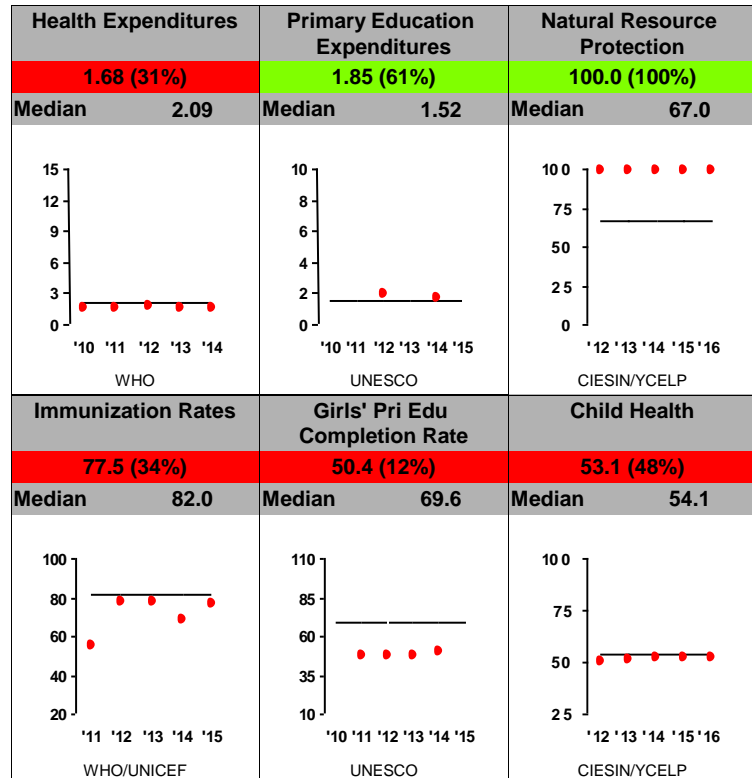 Health Expenditures
1.68 (31%)
Median 2.09
15
12
9
6
3
0
'10 '11 '12 '13 '14
WHO
Primary Education
Expenditures
1.85 (61%)
Median 1.52
10
8
6
4
2
0
'10 '11 '12 '13 '14 '15
UNESCO
Natural Resource
Protection
100.0 (100%)
Median 67.0
100
75
50
25
0
'12 '13 '14 '15 '16
CIESIN/YCELP
Immunization Rates
77.5 (34%)
Median 82.0
100
80
60
40
20
'11 '12 '13 '14 '15
WHO/UNICEF
Girls' Pri Edu
Completion Rate
50.4 (12%)
Median 69.6
110
85
60
35
10
'10 '11 '12 '13 '14 '15
UNESCO
Child Health
53.1 (48%)
Median 54.1
100
75
50
25
'12 '13 '14 '15 '16
CIESIN/YCELP